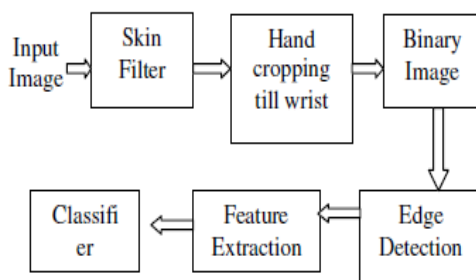 Input
Image
Skin
Filter
Hand
cropping
till wrist
Binary
Image
Edge
Detection
Feature
Extraction
Classifi
er